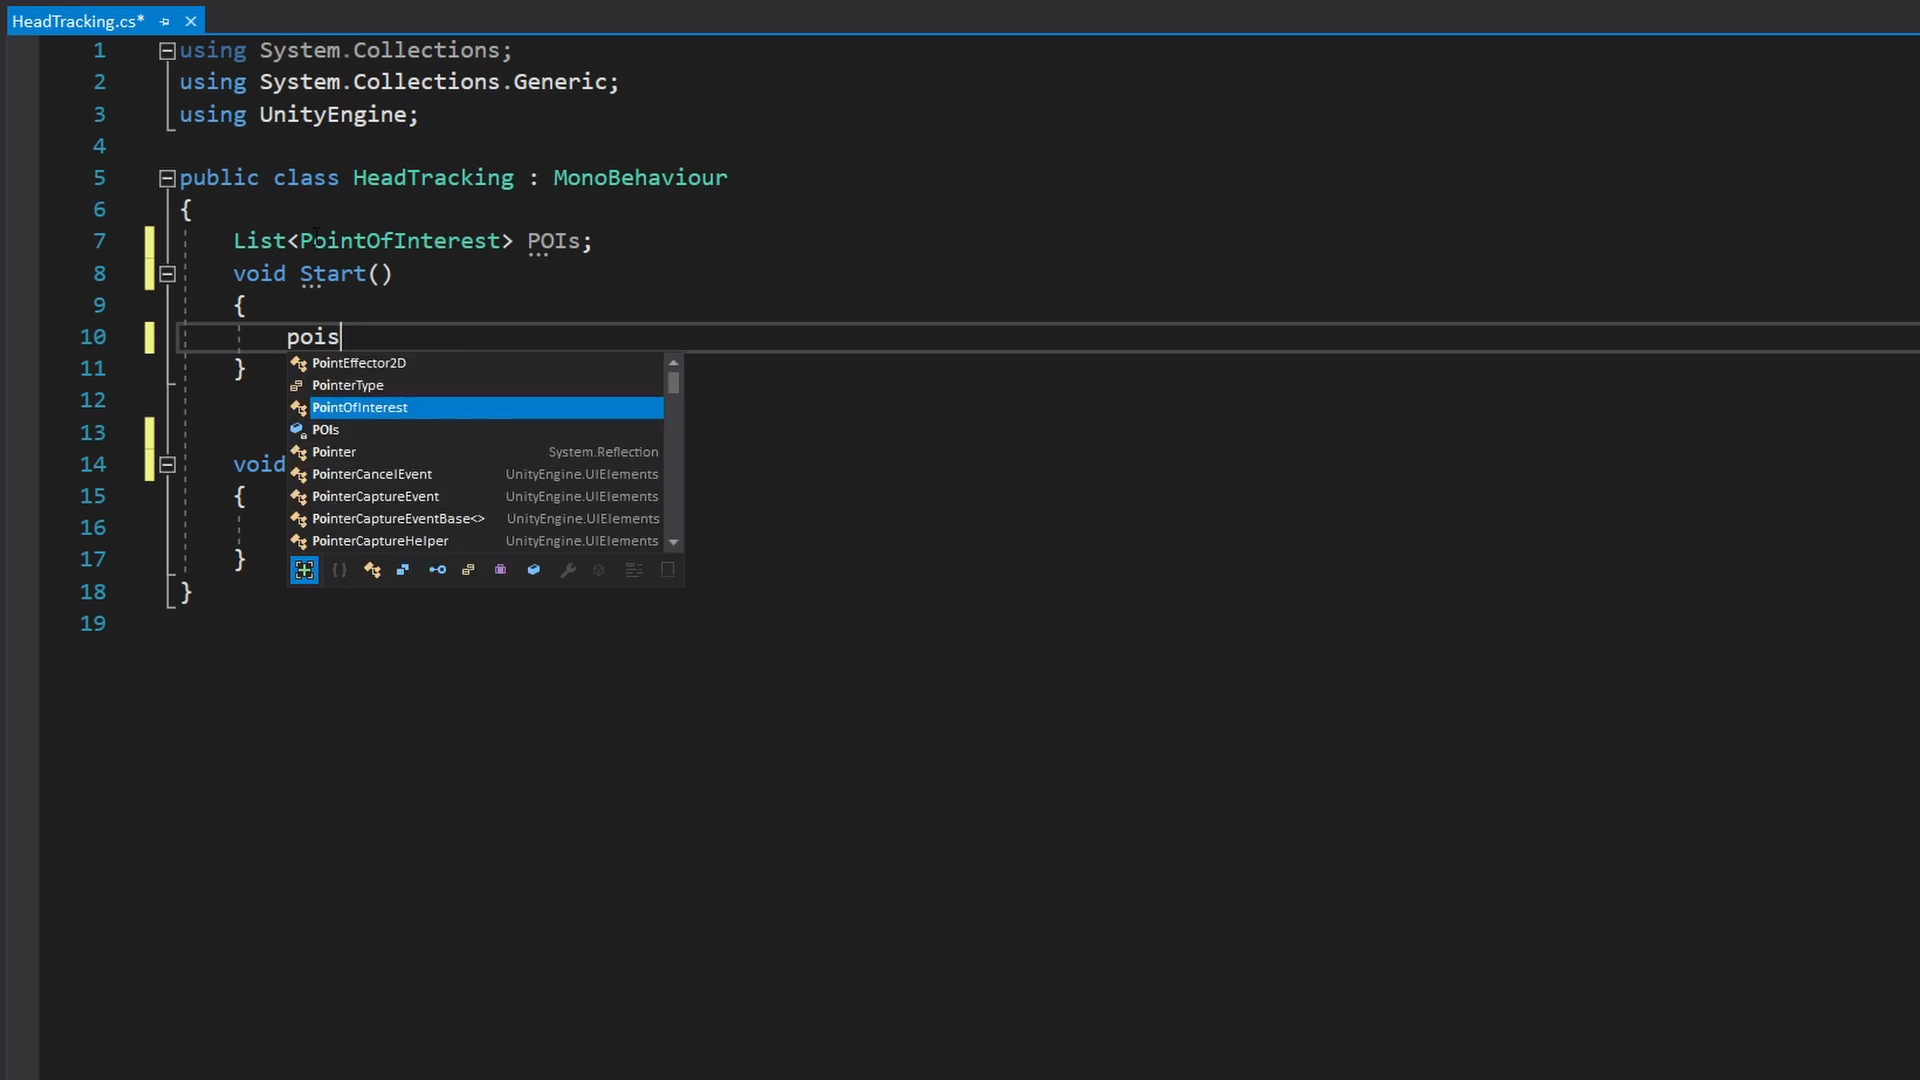 HeadTracking.cs*
1 using System.Collections;
2 using System.Collections.Generic;
3 using UnityEngine;
4
5 public class HeadTracking : MonoBehaviour
6 {
7 List<PointOfInterest> POIs;
8 void Start()
9 {
10 pois
11 }
12
13
14 void
15 {
16
17 }
18 }
19
PointEffector2D
PointerType
PointOfInterest
POIs
Pointer System.Reflection
PointerCancelEvent UnityEngine.UIElements
PointerCaptureEvent UnityEngine.UIElements
PointerCaptureEventBase<> UnityEngine.UIElements
PointerCaptureHelper UnityEngine.UIElements